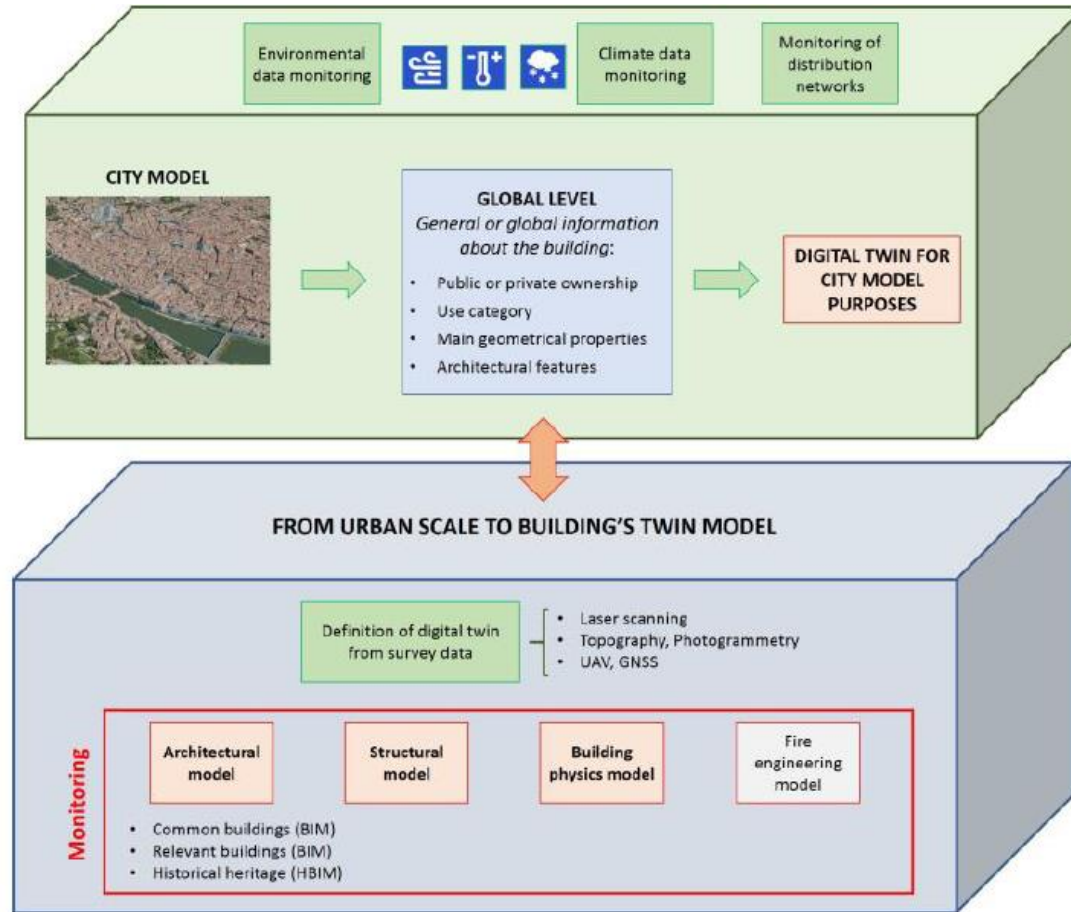 Environmental
data monitoring
Climate data
monitoring
Monitoring of
distribution
networks
CITY MODEL
GLOBAL LEVEL
General or global information
about the building:
• Public or private ownership
• Use category
• Main geometrical properties
• Architectural features
DIGITAL TWIN FOR
CITY MODEL
PURPOSES
FROM URBAN SCALE TO BUILDING'S TWIN MODEL
Definition of digital twin
from survey data
• Laser scanning
• Topography, Photogrammetry
• UAV, GNSS
Monitoring
Architectural
model
Structural
model
Building
physics model
Fire
engineering
model
• Common buildings (BIM)
• Relevant buildings (BIM)
• Historical heritage (HBIM)